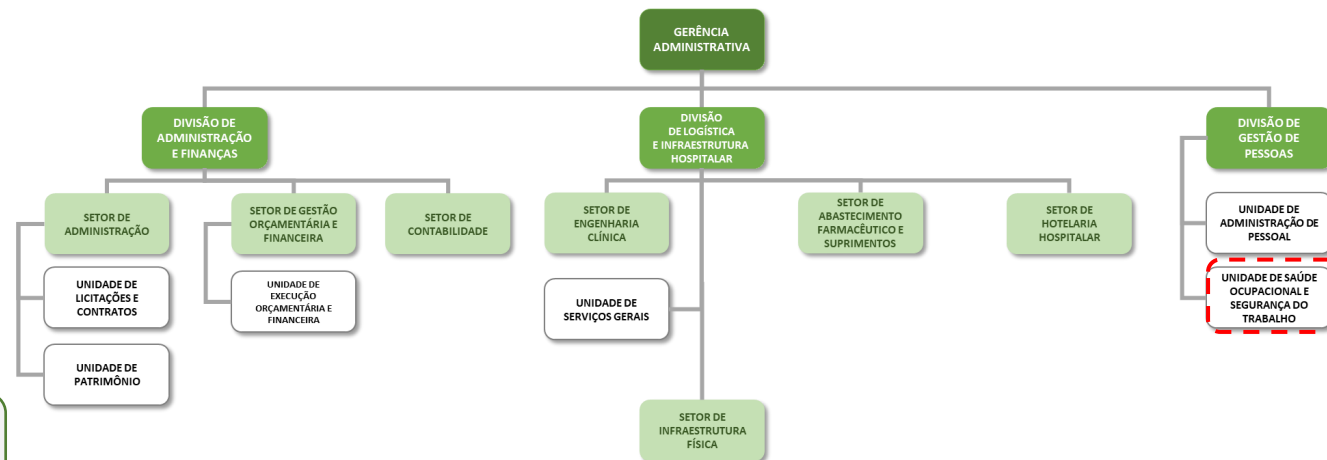 GERÊNCIA
ADMINISTRATIVA
DIVISÃO DE
ADMINISTRAÇÃO
E FINANÇAS
DIVISÃO
DE LOGÍSTICA
E INFRAESTRUTURA
HOSPITALAR
DIVISÃO DE
GESTÃO DE
PESSOAS
SETOR DE
ADMINISTRAÇÃO
SETOR DE GESTÃO
ORÇAMENTÁRIA E
FINANCEIRA
SETOR DE
CONTABILIDADE
SETOR DE
ENGENHARIA
CLÍNICA
SETOR DE
ABASTECIMENTO
FARMACÊUTICO E
SUPRIMENTOS
SETOR DE
HOTELARIA
HOSPITALAR
UNIDADE DE
ADMINISTRAÇÃO DE
PESSOAL
UNIDADE DE
LICITAÇÕES E
CONTRATOS
UNIDADE DE
EXECUÇÃO
ORÇAMENTÁRIA E
FINANCEIRA
UNIDADE DE
SERVIÇOS GERAIS
UNIDADE DE SAÚDE
OCUPACIONAL E
SEGURANÇA DO
TRABALHO
UNIDADE DE
PATRIMÔNIO
SETOR DE
INFRAESTRUTURA
FÍSICA